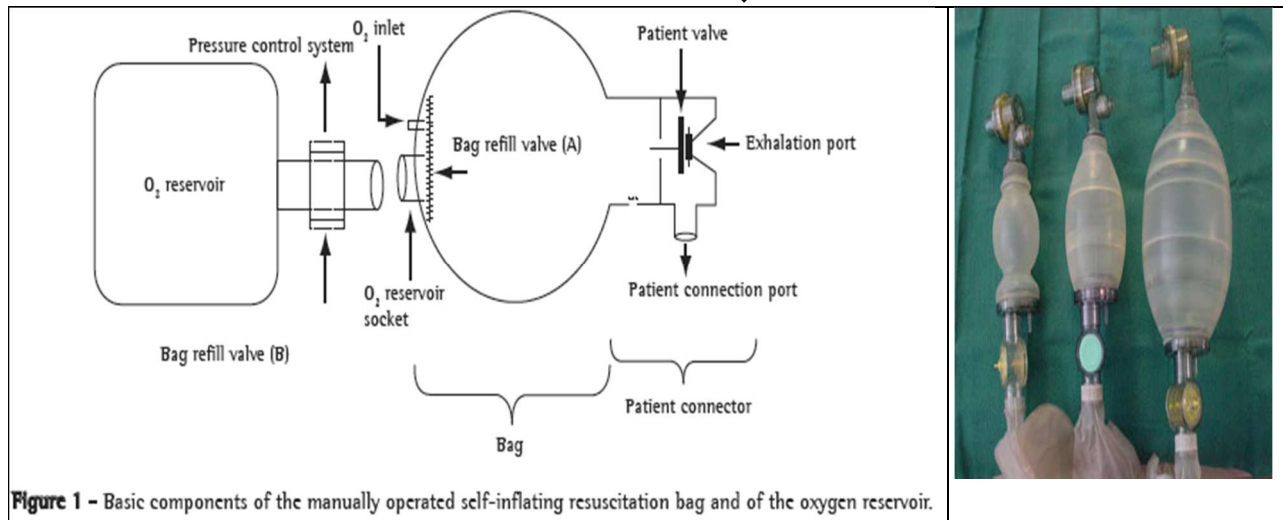 O₂ inlet
Pressure control system
Patient valve
Bag refill valve (A)
Exhalation port
O₂ reservoir
O₂ reservoir
socket
Patient connection port
Bag refill valve (B)
Patient connector
Bag
Figure 1 – Basic components of the manually operated self-inflating resuscitation bag and of the oxygen reservoir.